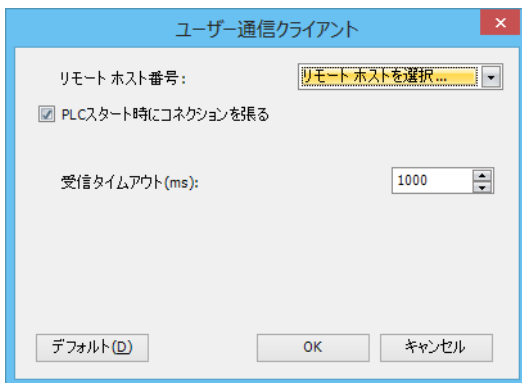 ユーザー通信クライアント
リモート ホスト番号:
リモート ホストを選択...
PLCスタート時にコネクションを張る
受信タイムアウト(ms):
1000
デフォルト(D)
OK
キャンセル